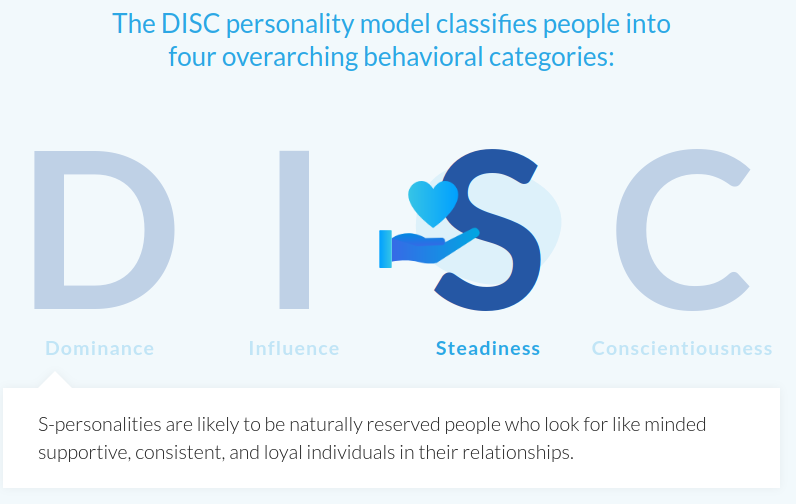 The DISC personality model classifies people into
four overarching behavioral categories:
D I S C
Dominance Influence Steadiness Conscientiousness
S-personalities are likely to be naturally reserved people who look for like minded
supportive, consistent, and loyal individuals in their relationships.